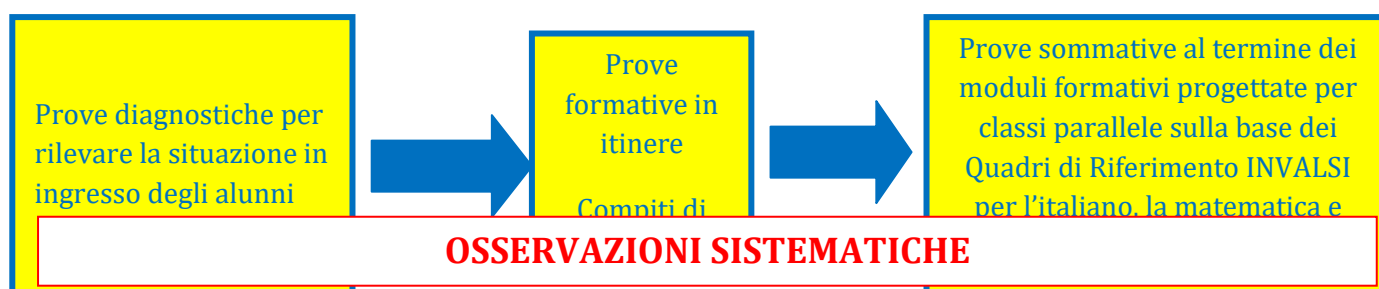 Prove diagnostiche per
rilevare la situazione in
ingresso degli alunni
Prove
formative in
itinere
Compiti di
Prove sommative al termine dei
moduli formativi progettate per
classi parallele sulla base dei
Quadri di Riferimento INVALSI
per l’italiano, la matematica e
OSSERVAZIONI SISTEMATICHE